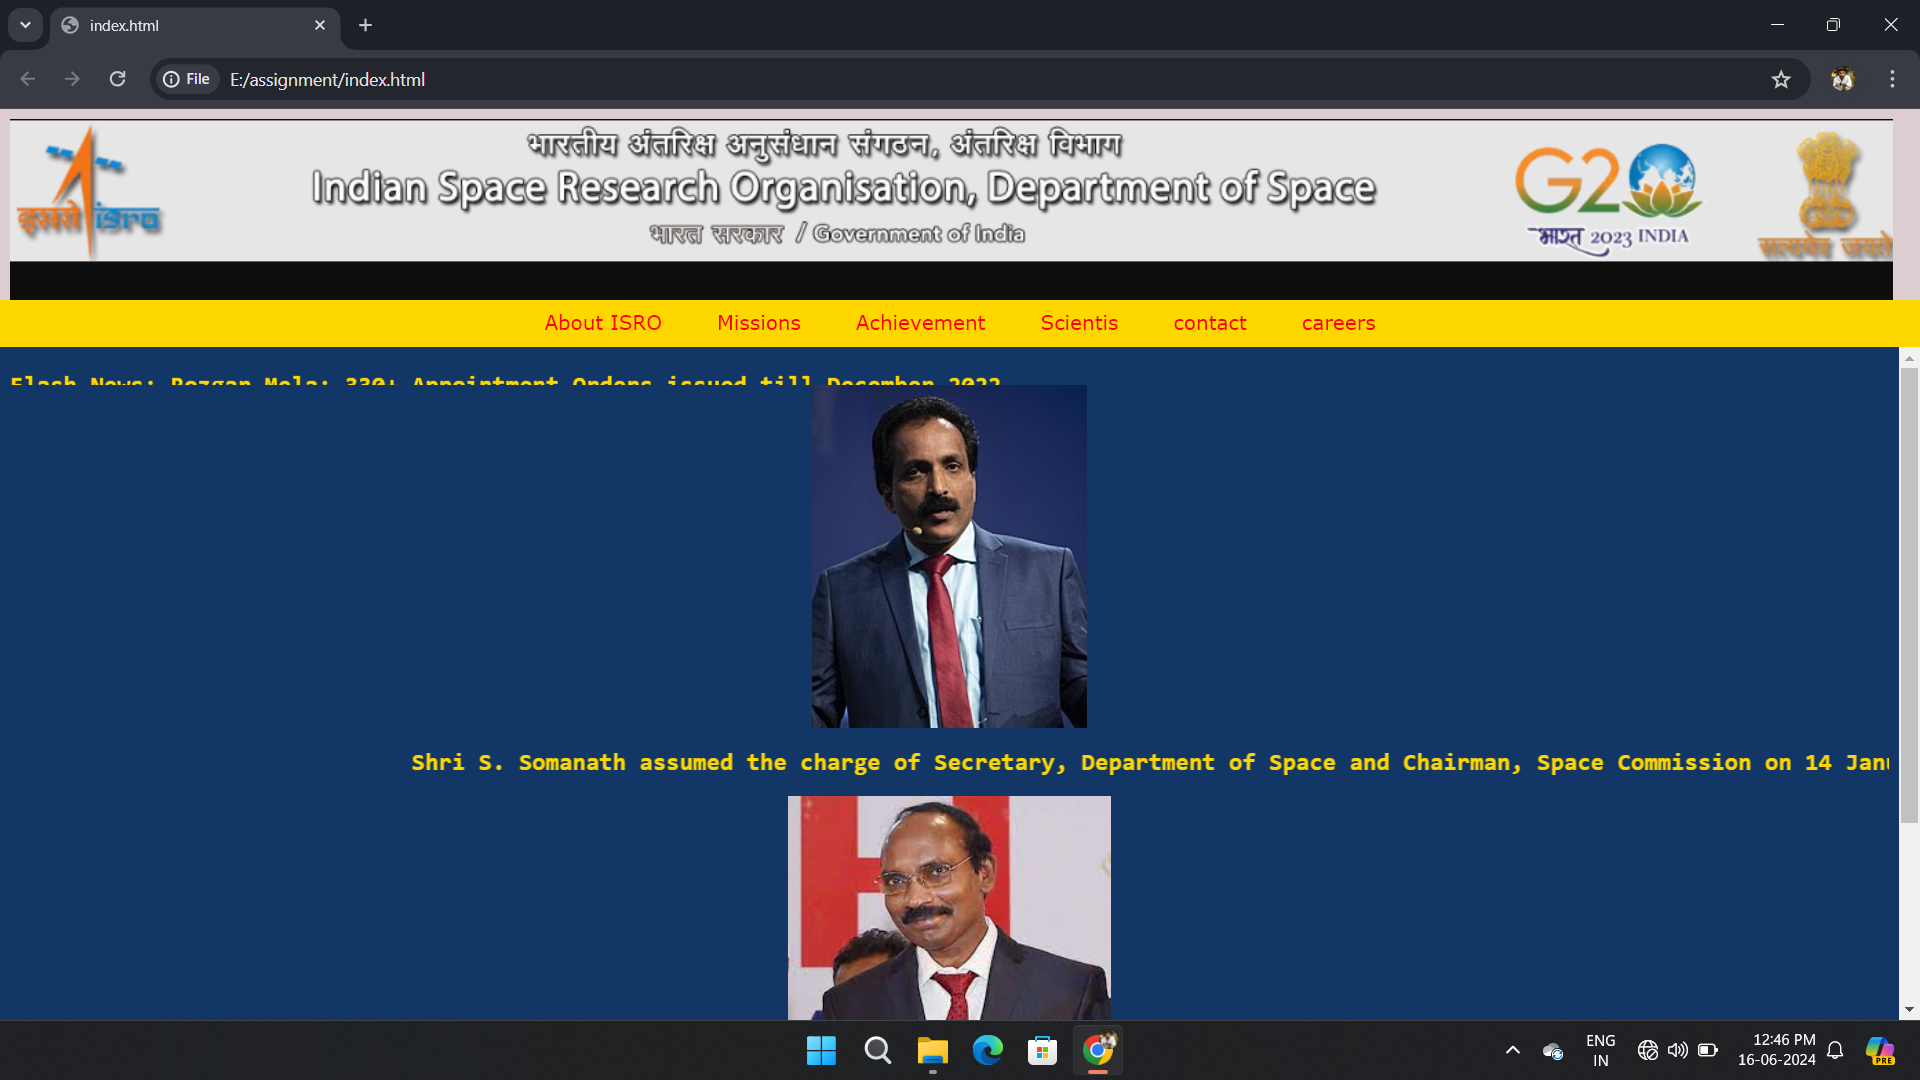 index.html
File
E:/assignment/index.html
इसरो isro
भारतीय अंतरिक्ष अनुसंधान संगठन, अंतरिक्ष विभाग
Indian Space Research Organisation, Department of Space
भारत सरकार / Government of India
G20
भारत 2023 INDIA
सत्यमेव जयते
About ISRO
Missions
Achievement
Scientis
contact
careers
Flash News: Rozgan Mela: 330+ Appointment Orders issued till December 2022
Shri S. Somanath assumed the charge of Secretary, Department of Space and Chairman, Space Commission on 14 Janu
ENG
IN
12:46 PM
16-06-2024
PRE